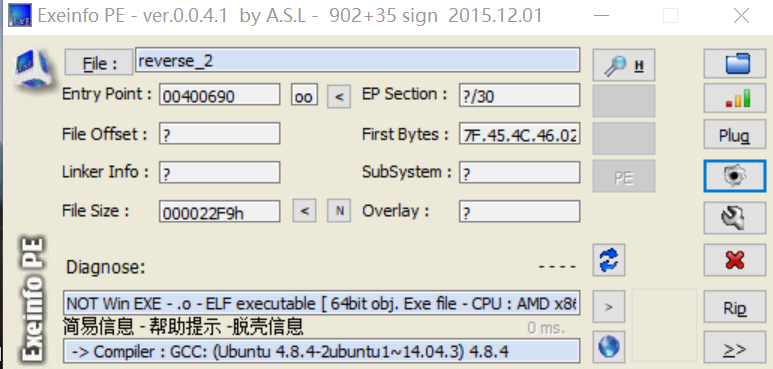 Exeinfo PE - ver.0.0.4.1 by A.S.L - 902+35 sign 2015.12.01
File : reverse_2 H
Entry Point : 00400690 oo < EP Section : ?/30
File Offset : ? First Bytes : 7F.45.4C.46.02 Plug
Linker Info : ? SubSystem : ? PE
File Size : 000022F9h < N Overlay : ?
Diagnose: ----
NOT Win EXE - .o - ELF executable [ 64bit obj. Exe file - CPU : AMD x86 > Rip
简易信息 - 帮助提示 -脱壳信息 0 ms.
-> Compiler : GCC: (Ubuntu 4.8.4-2ubuntu1~14.04.3) 4.8.4 >>
Exeinfo PE